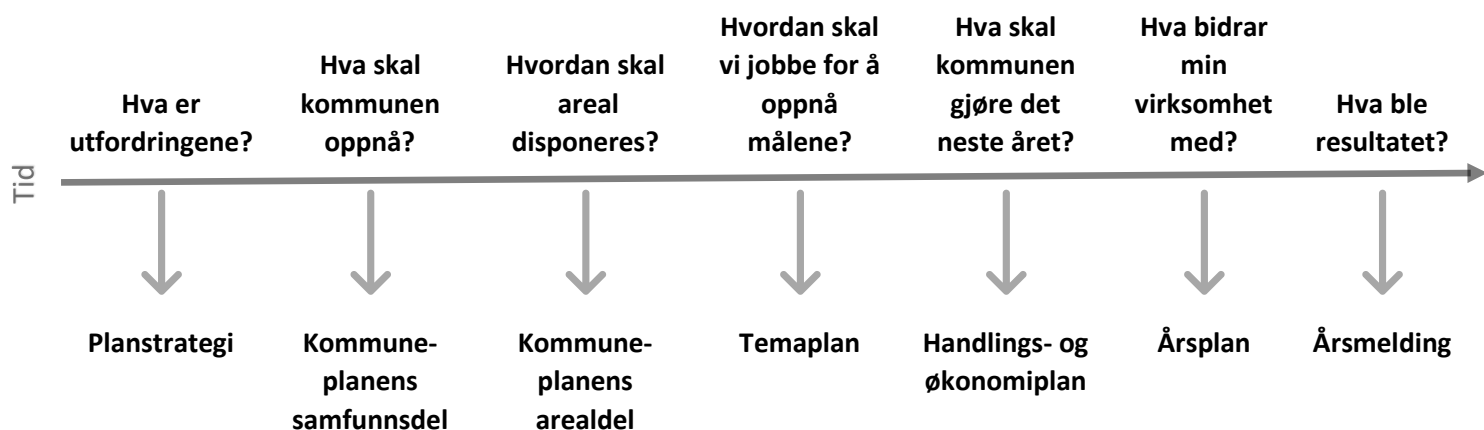 Hva er
utfordringene?
Hva skal
kommunen
oppnå?
Hvordan skal
areal
disponeres?
Hvordan skal
vi jobbe for å
oppnå
målene?
Hva skal
kommunen
gjøre det
neste året?
Hva bidrar
min
virksomhet
med?
Hva ble
resultatet?
Tid
Planstrategi
Kommune-
planens
samfunnsdel
Kommune-
planens
arealdel
Temaplan
Handlings- og
økonomiplan
Årsplan
Årsmelding